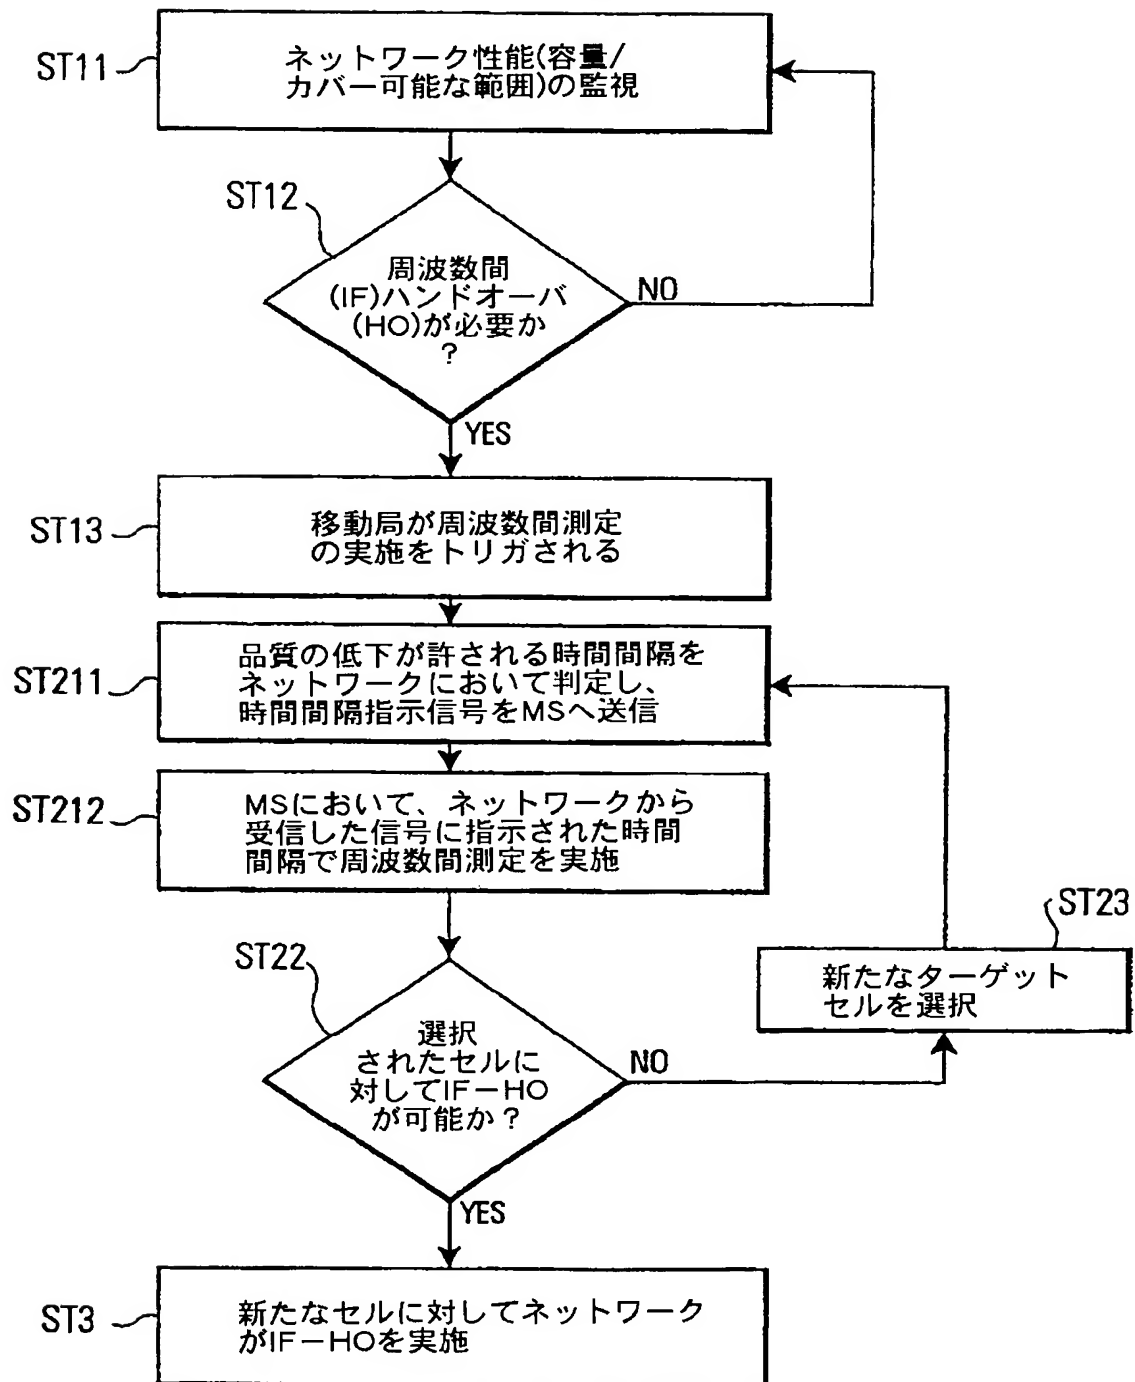 ST11
ネットワーク性能(容量/
カバー可能な範囲)の監視
ST12
周波数間
(IF)ハンドオーバ
(HO)が必要か
?
NO
YES
ST13
移動局が周波数間測定
の実施をトリガされる
ST211
品質の低下が許される時間間隔を
ネットワークにおいて判定し、
時間間隔指示信号をMSへ送信
ST212
MSにおいて、ネットワークから
受信した信号に指示された時間
間隔で周波数間測定を実施
ST23
新たなターゲット
セルを選択
ST22
選択
されたセルに
対してIF-HO
が可能か?
NO
YES
ST3
新たなセルに対してネットワーク
がIF-HOを実施